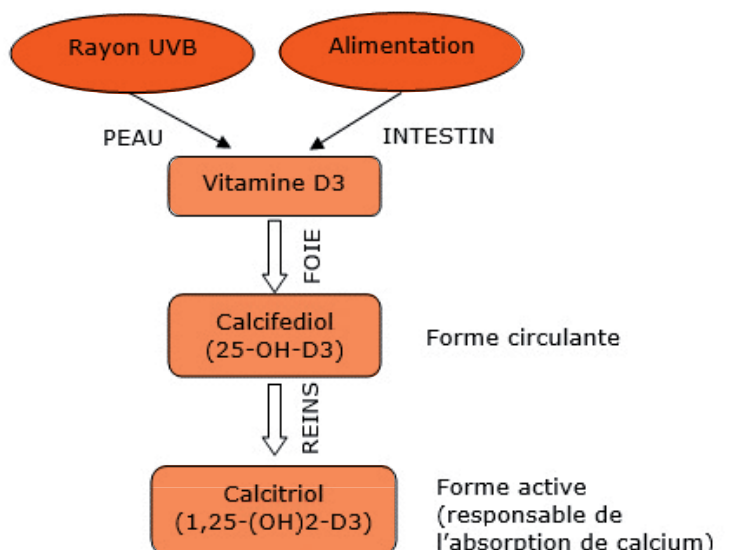 Rayon UVB
Alimentation
PEAU
INTESTIN
Vitamine D3
FOIE
Calcifediol
(25-OH-D3)
Forme circulante
REINS
Calcitriol
(1,25-(OH)2-D3)
Forme active
(responsable de
l'absorption de calcium)